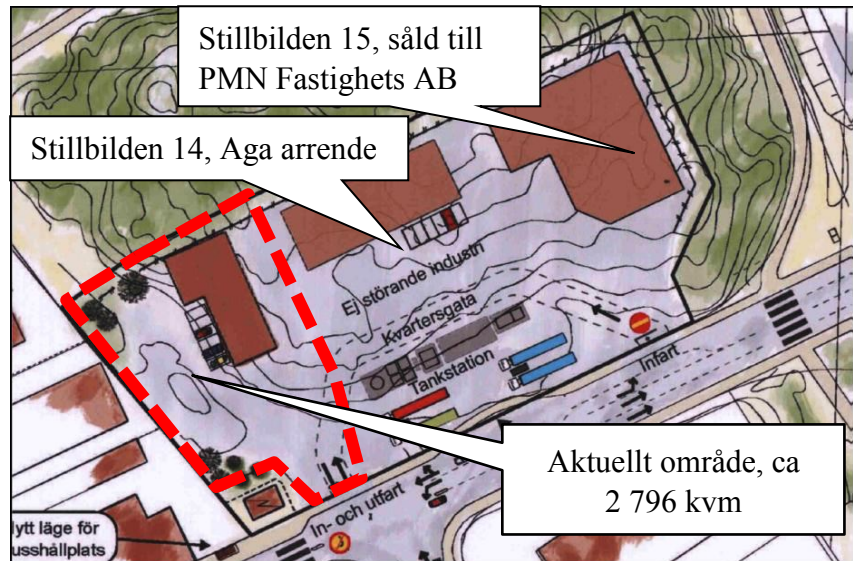 Stillbilden 15, såld till
PMN Fastighets AB
Stillbilden 14, Aga arrende
Ej störande industri
Kvartersgata
Tankstation
Infart
Aktuellt område, ca
2 796 kvm
In- och utfart
lytt läge för
usshållplats